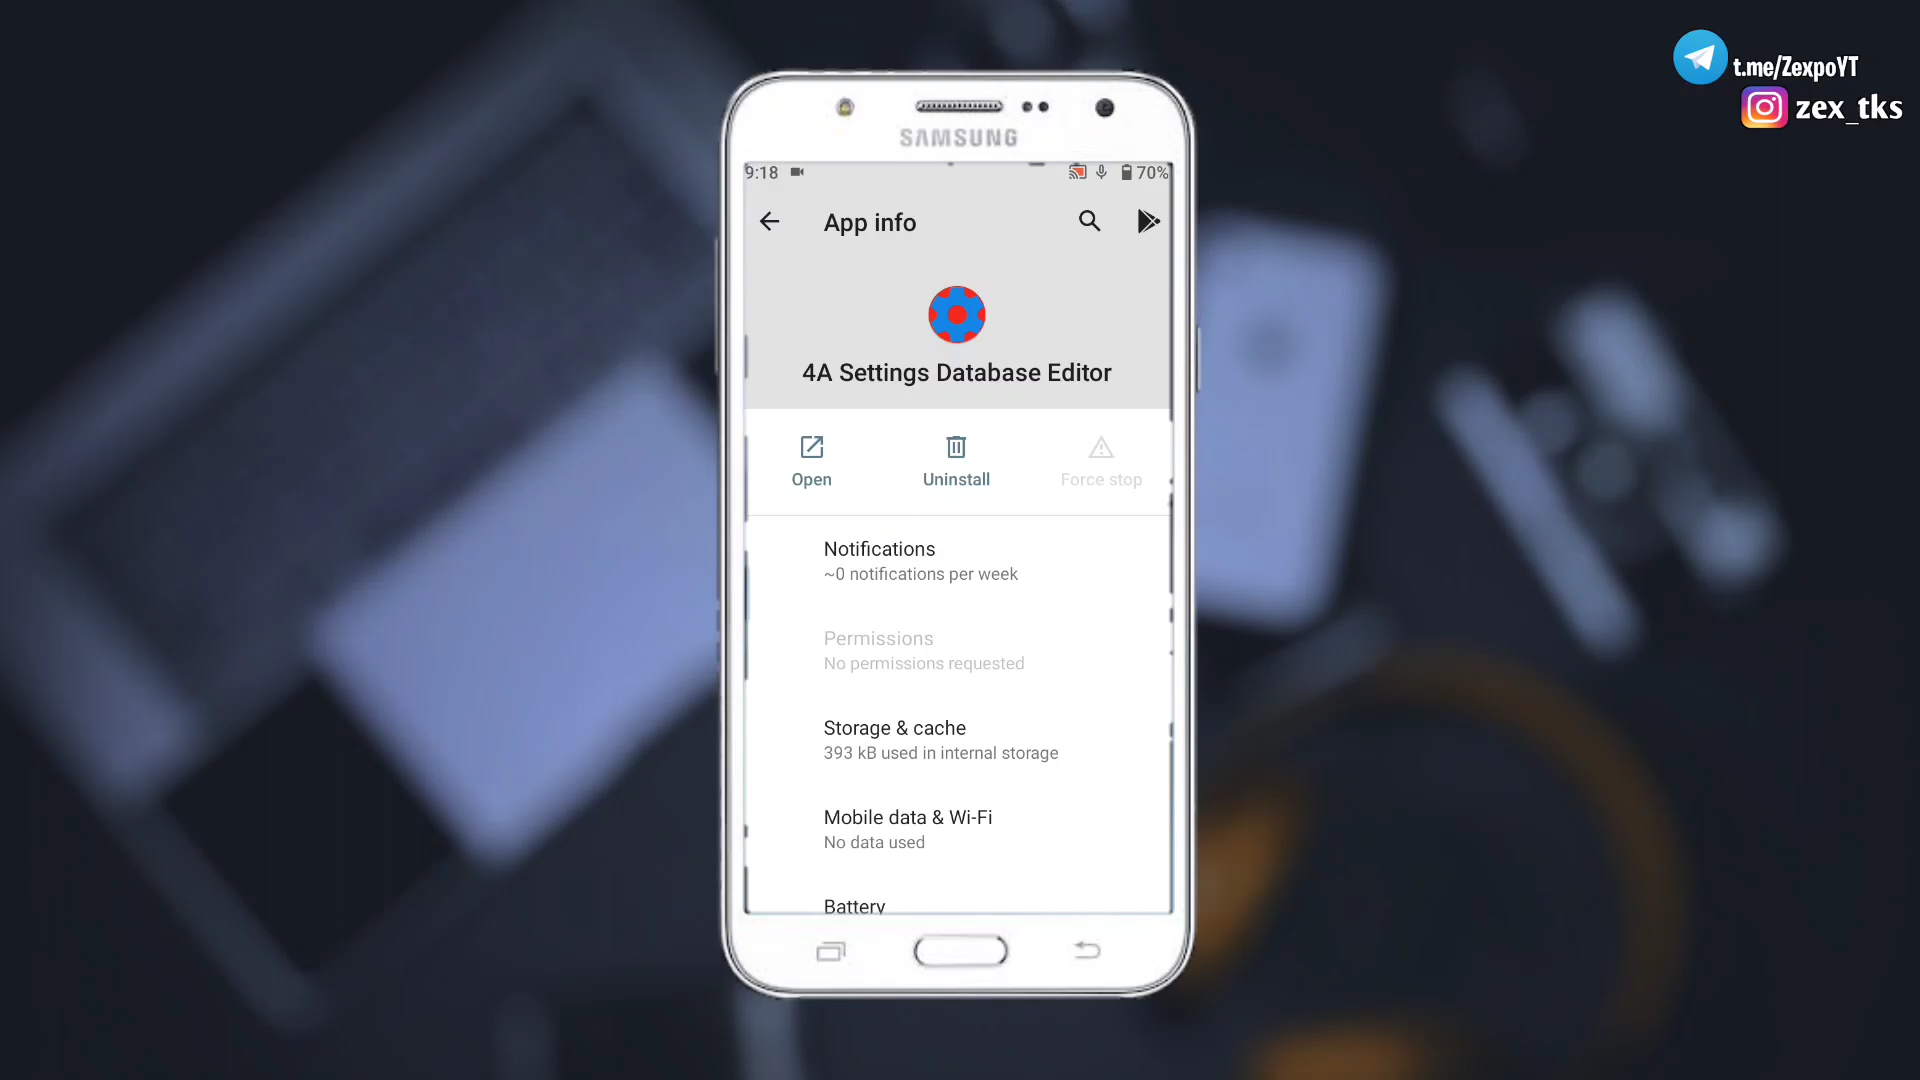 t.me/ZexpoYT
zex_tks
SAMSUNG
9:18
70%
App info
4A Settings Database Editor
Open
Uninstall
Force stop
Notifications
~0 notifications per week
Permissions
No permissions requested
Storage & cache
393 kB used in internal storage
Mobile data & Wi-Fi
No data used
Battery